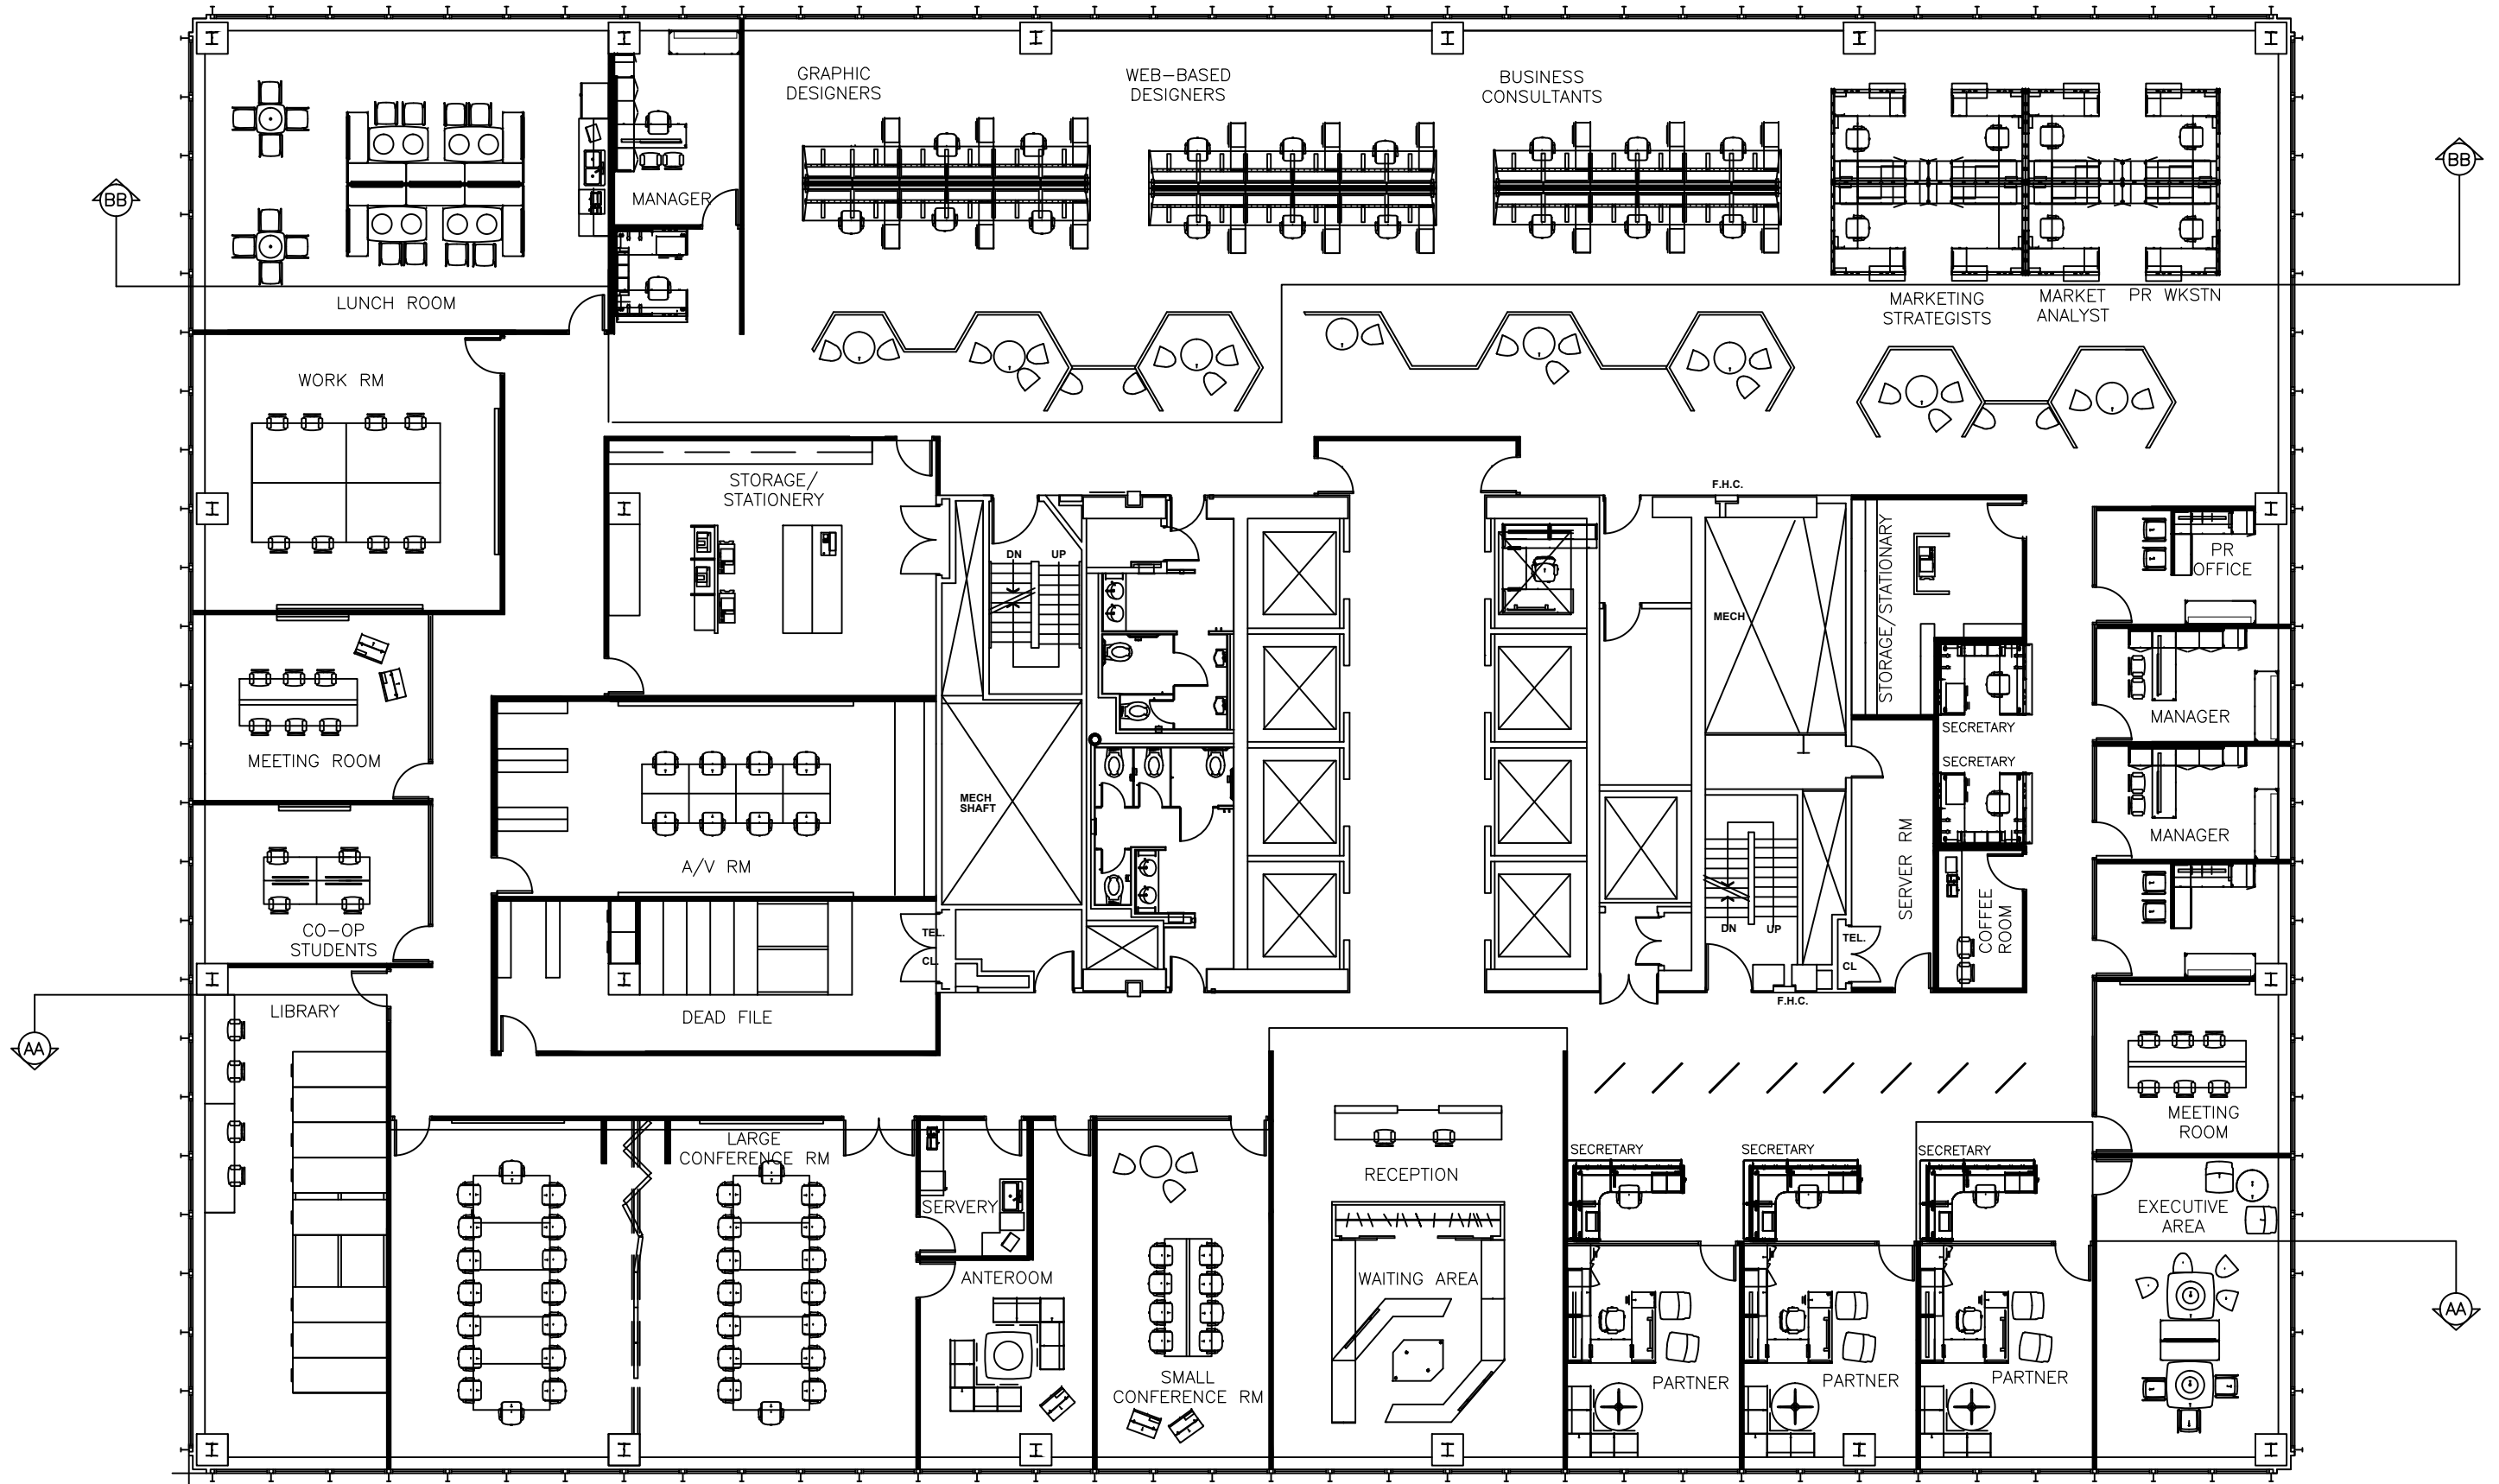 GRAPHIC
DESIGNERS
WEB-BASED
DESIGNERS
BUSINESS
CONSULTANTS
BB
BB
MANAGER
LUNCH ROOM
MARKETING
STRATEGISTS
MARKET
ANALYST
PR WKSTN
WORK RM
STORAGE/
STATIONERY
F.H.C.
DN
UP
STORAGE/STATIONARY
PR
OFFICE
MECH
MANAGER
SECRETARY
MEETING ROOM
SECRETARY
MECH
SHAFT
MANAGER
A/V RM
SERVER RM
CO-OP
STUDENTS
TEL.
CL.
DN
UP
TEL.
CL
COFFEE
ROOM
F.H.C.
LIBRARY
DEAD FILE
AA
LARGE
CONFERENCE RM
MEETING
ROOM
RECEPTION
SECRETARY
SECRETARY
SECRETARY
SERVERY
EXECUTIVE
AREA
ANTEROOM
WAITING AREA
AA
SMALL
CONFERENCE RM
PARTNER
PARTNER
PARTNER